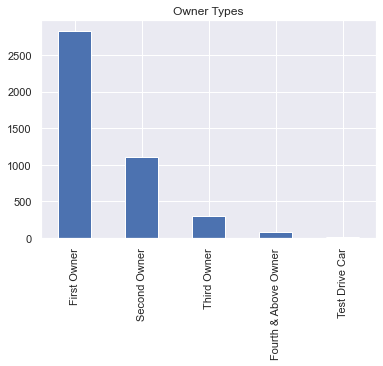 Owner Types
2500
2000
1500
1000
500
0
First Owner
Second Owner
Third Owner
Fourth & Above Owner
Test Drive Car